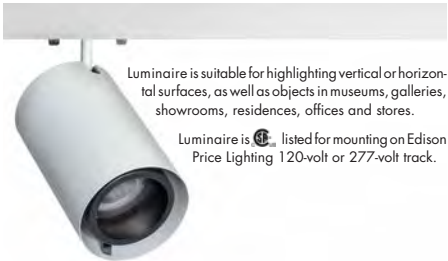 Luminaire is suitable for highlighting vertical or horizon-
tal surfaces, as well as objects in museums, galleries,
showrooms, residences, offices and stores.
Luminaire is listed for mounting on Edison
Price Lighting 120-volt or 277-volt track.